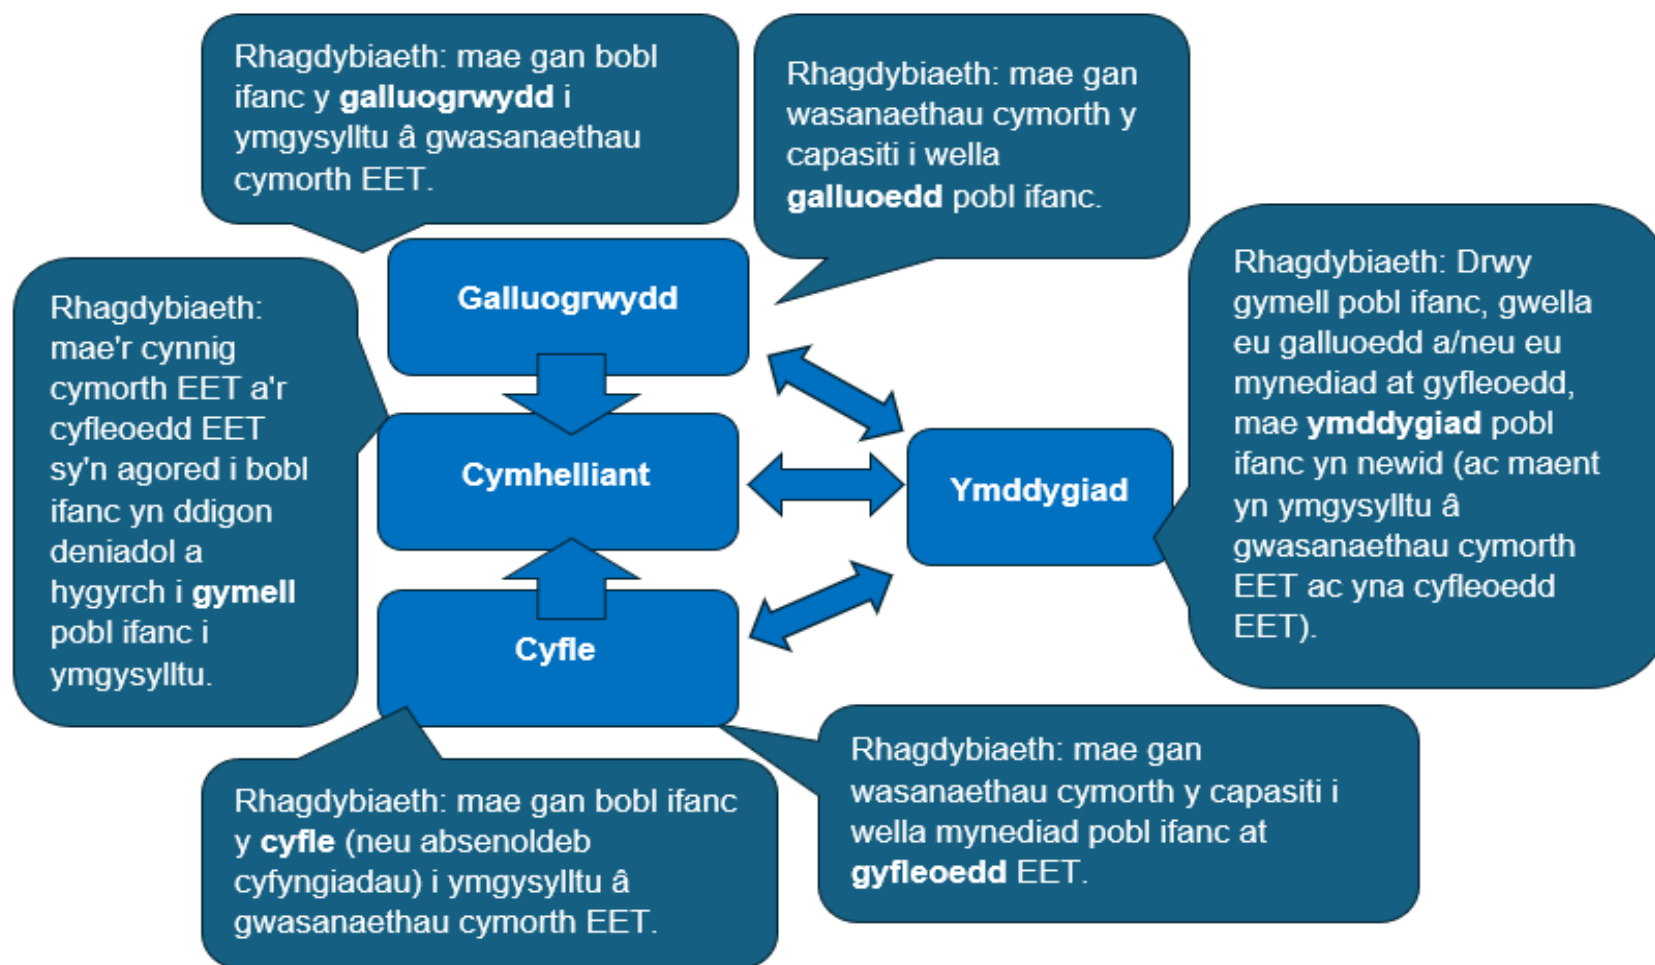 Rhagdybiaeth: mae gan bobl
ifanc y galluogrwydd i
ymgysylltu â gwasanaethau
cymorth EET.
Rhagdybiaeth: mae gan
wasanaethau cymorth y
capasiti i wella
galluoedd pobl ifanc.
Galluogrwydd
Rhagdybiaeth:
mae'r cynnig
cymorth EET a'r
cyfleoedd EET
sy'n agored i bobl
ifanc yn ddigon
deniadol a
hygyrch i gymell
pobl ifanc i
ymgysylltu.
Cymhelliant
Ymddygiad
Rhagdybiaeth: Drwy
gymell pobl ifanc, gwella
eu galluoedd a/neu eu
mynediad at gyfleoedd,
mae ymddygiad pobl
ifanc yn newid (ac maent
yn ymgysylltu â
gwasanaethau cymorth
EET ac yna cyfleoedd
EET).
Cyfle
Rhagdybiaeth: mae gan bobl ifanc
y cyfle (neu absenoldeb
cyfyngiadau) i ymgysylltu â
gwasanaethau cymorth EET.
Rhagdybiaeth: mae gan
wasanaethau cymorth y capasiti i
wella mynediad pobl ifanc at
gyfleoedd EET.